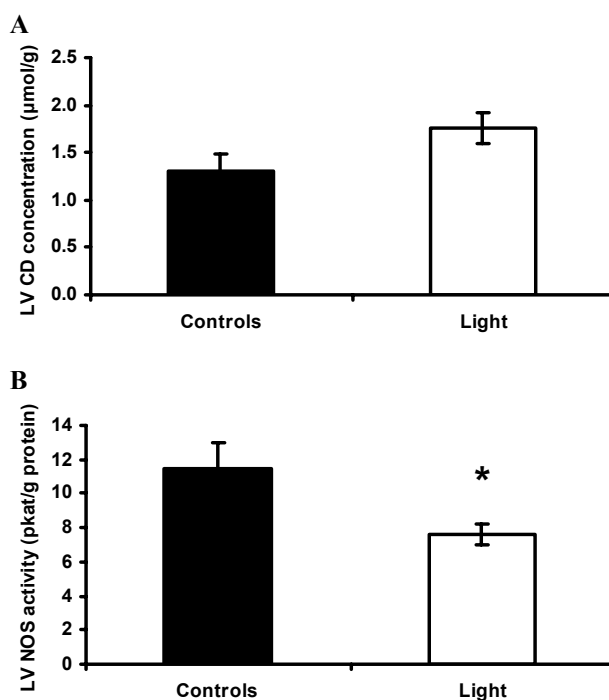 A
LV CD concentration (µmol/g)
2.5
2.0
1.5
1.0
0.5
0.0
Controls Light
B
LV NOS activity (pkat/g protein)
14
12
10
8
6
4
2
0
*
Controls Light